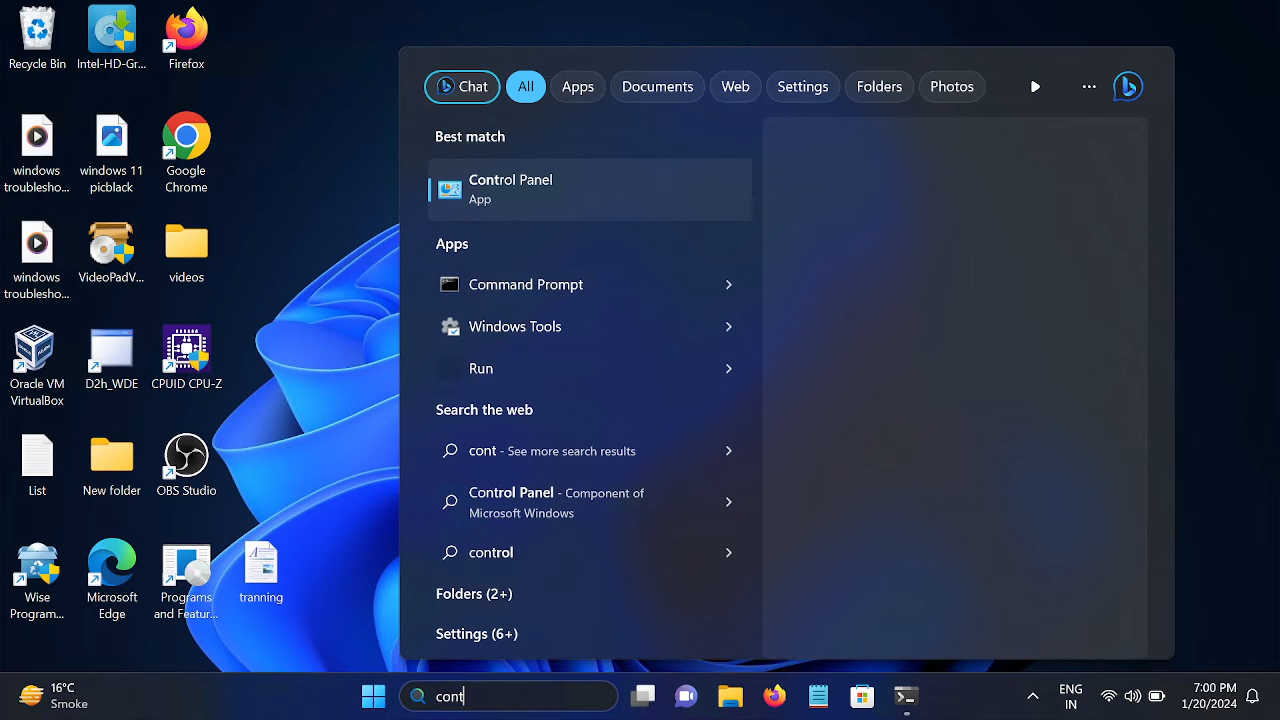 Recycle Bin
Intel-HD-Gr...
Firefox
windows
troublesho...
windows 11
picblack
Google
Chrome
windows
troublesho...
VideoPadV...
videos
Oracle VM
VirtualBox
D2h_WDE
CPUID CPU-Z
List
New folder
OBS Studio
Wise
Program...
Microsoft
Edge
Programs
and Featur...
tranning
Chat
All
Apps
Documents
Web
Settings
Folders
Photos
Best match
Control Panel
App
Apps
Command Prompt
Windows Tools
Run
Search the web
cont - See more search results
Control Panel - Component of
Microsoft Windows
control
Folders (2+)
Settings (6+)
16°C
Smoke
cont
ENG
IN
7:00 PM
1/20/2024